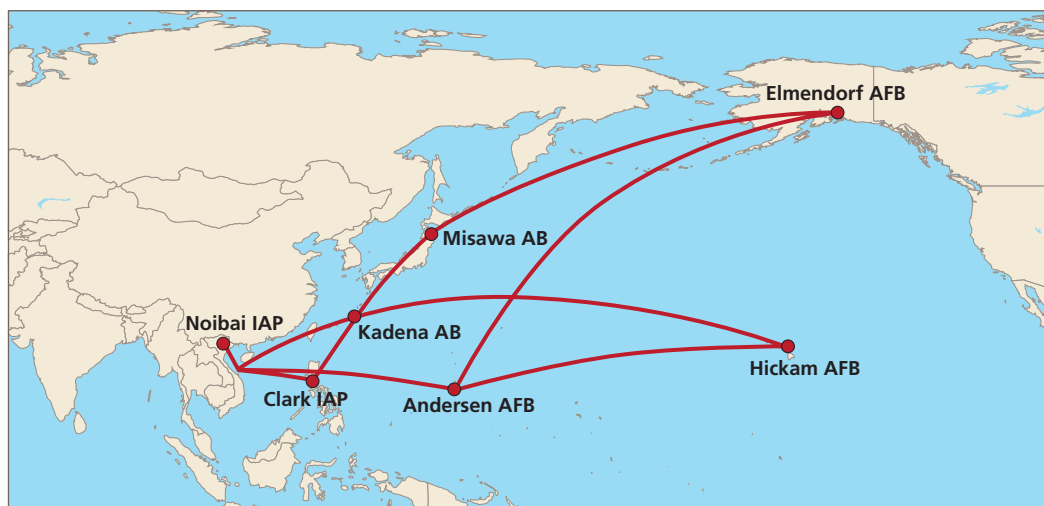 Elmendorf AFB
Misawa AB
Noibai IAP
Kadena AB
Hickam AFB
Clark IAP
Andersen AFB